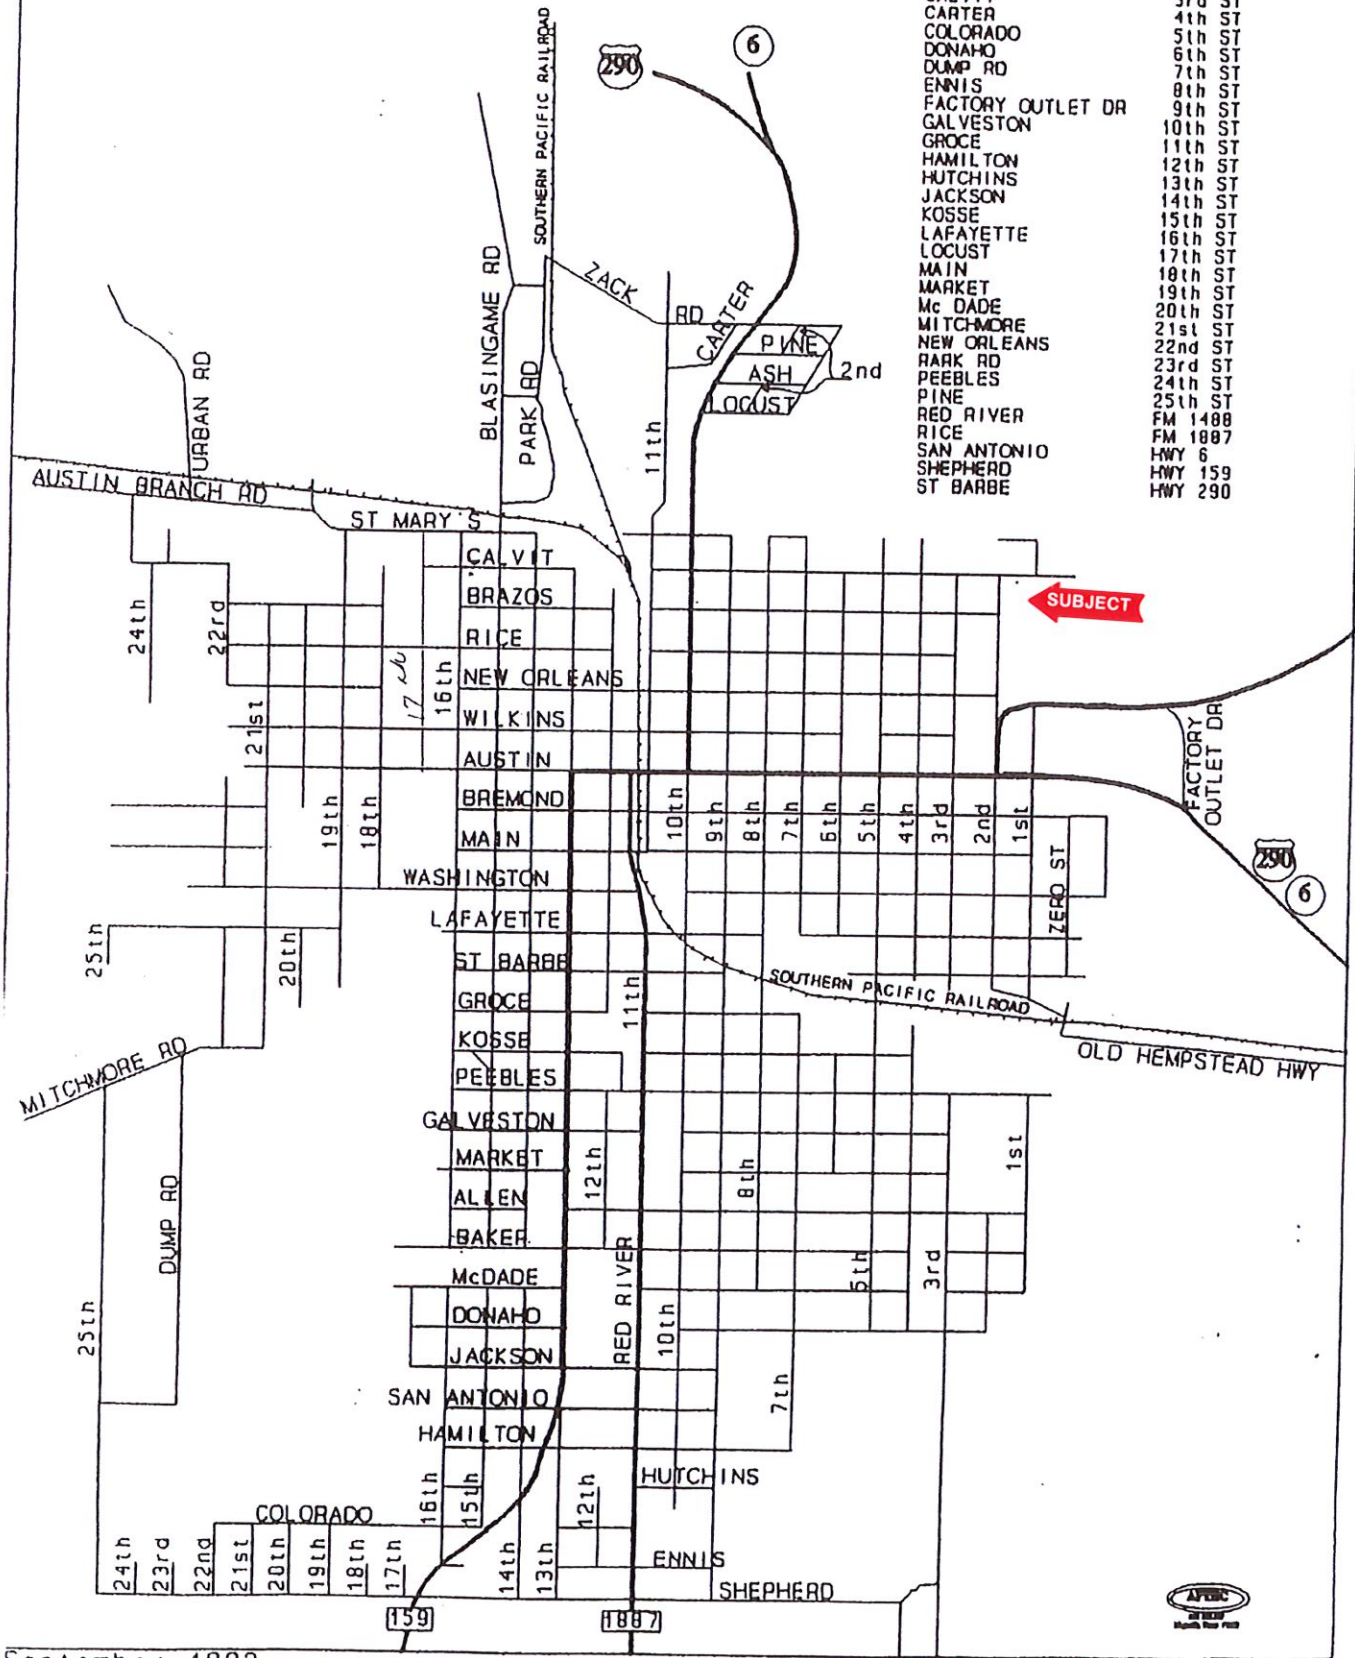 CARTER
COLORADO
DONAHO
DUMP RD
ENNIS
FACTORY OUTLET DR
GALVESTON
GROCE
HAMILTON
HUTCHINS
JACKSON
KOSSE
LAFAYETTE
LOCUST
MAIN
MARKET
Mc DADE
MITCHMORE
NEW ORLEANS
RARK RD
PEEBLES
PINE
RED RIVER
RICE
SAN ANTONIO
SHEPHERD
ST BARBE
3rd ST
4th ST
5th ST
6th ST
7th ST
8th ST
9th ST
10th ST
11th ST
12th ST
13th ST
14th ST
15th ST
16th ST
17th ST
18th ST
19th ST
20th ST
21st ST
22nd ST
23rd ST
24th ST
25th ST
FM 1488
FM 1887
HWY 6
HWY 159
HWY 290
SOUTHERN PACIFIC RAILROAD
290
6
BLASINGAME RD
ZACK RD
CARTER
PINE
ASH
LOCUST
2nd
PARK RD
11th
URBAN RD
AUSTIN BRANCH RD
ST MARY'S
CALVIT
BRAZOS
RICE
NEW ORLEANS
WILKINS
AUSTIN
BREMOND
MAIN
WASHINGTON
LAFAYETTE
ST BARBE
GROCE
KOSSE
PEEBLES
GALVESTON
MARKET
ALLEN
BAKER
McDADE
DONAHO
JACKSON
SAN ANTONIO
HAMILTON
HUTCHINS
COLORADO
ENNIS
SHEPHERD
SUBJECT
24th
22rd
21st
17th
16th
19th
18th
10th
9th
8th
7th
6th
5th
4th
3rd
2nd
1st
ZERO ST
FACTORY OUTLET DR
290
6
25th
20th
11th
SOUTHERN PACIFIC RAILROAD
OLD HEMPSTEAD HWY
MITCHMORE RD
DUMP RD
25th
12th
8th
1st
RED RIVER
10th
5th
3rd
7th
16th
15th
12th
24th
23rd
22nd
21st
20th
19th
18th
17th
14th
13th
159
1887